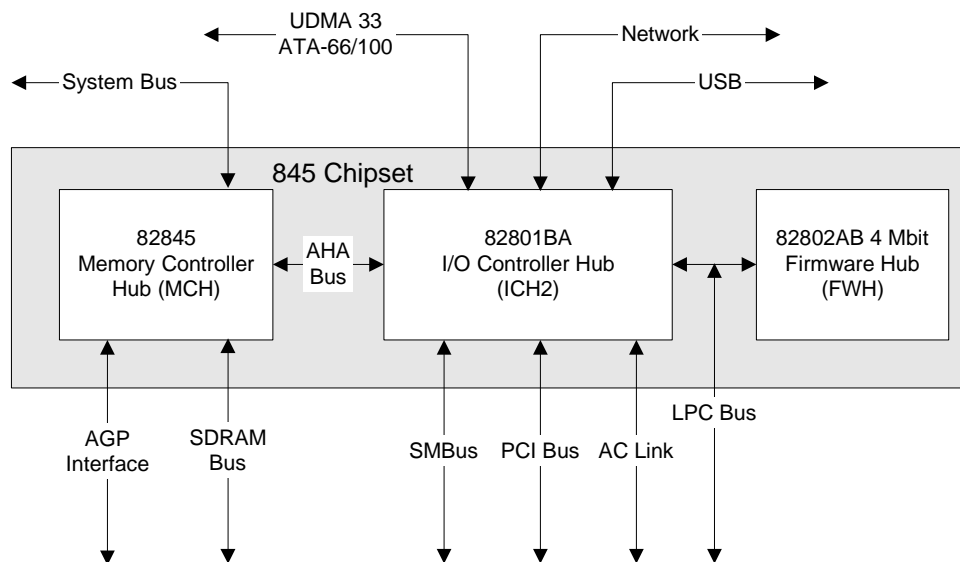 UDMA 33
ATA-66/100
Network
System Bus
USB
845 Chipset
82845
Memory Controller
Hub (MCH)
AHA
Bus
82801BA
I/O Controller Hub
(ICH2)
82802AB 4 Mbit
Firmware Hub
(FWH)
AGP
Interface
SDRAM
Bus
SMBus
PCI Bus
AC Link
LPC Bus